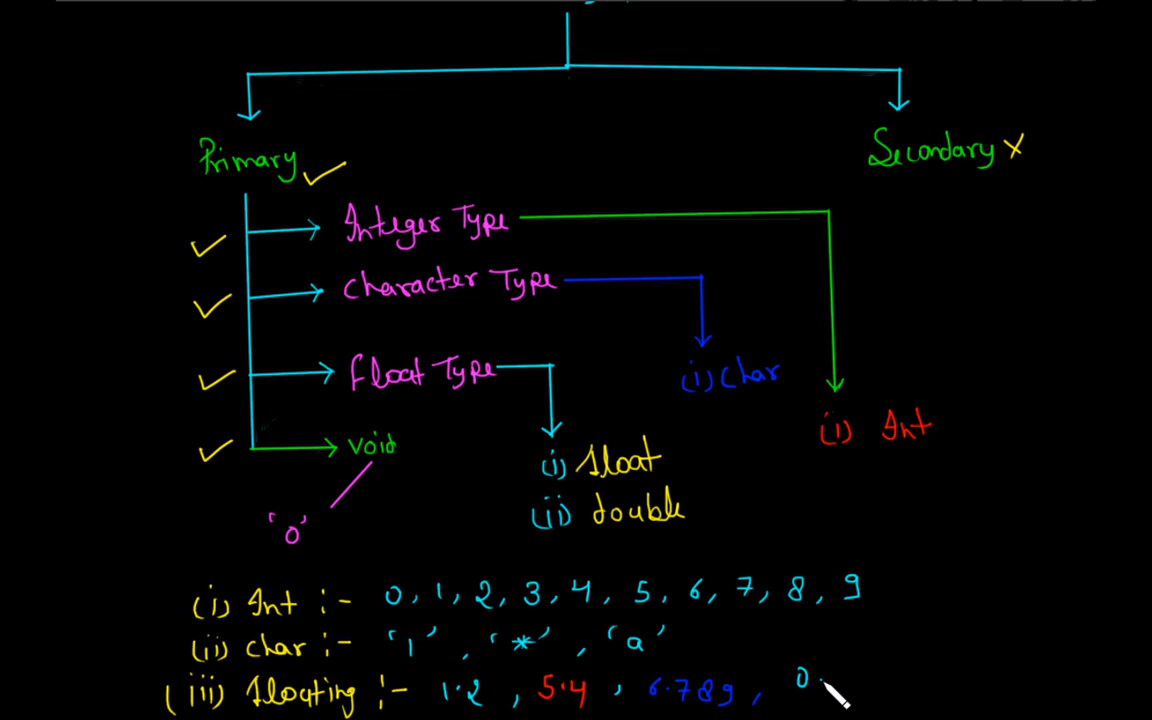 Primary
Secondary X
Integer Type
Character Type
(i) Char
float Type
(i) Int
Void
(i) float
(ii) double
'0'
(i) Int :- 0, 1, 2, 3, 4, 5, 6, 7, 8, 9
(ii) char :- '1', '*', 'a'
(iii) floating :- 1.2, 5.4, 6.789, 0.